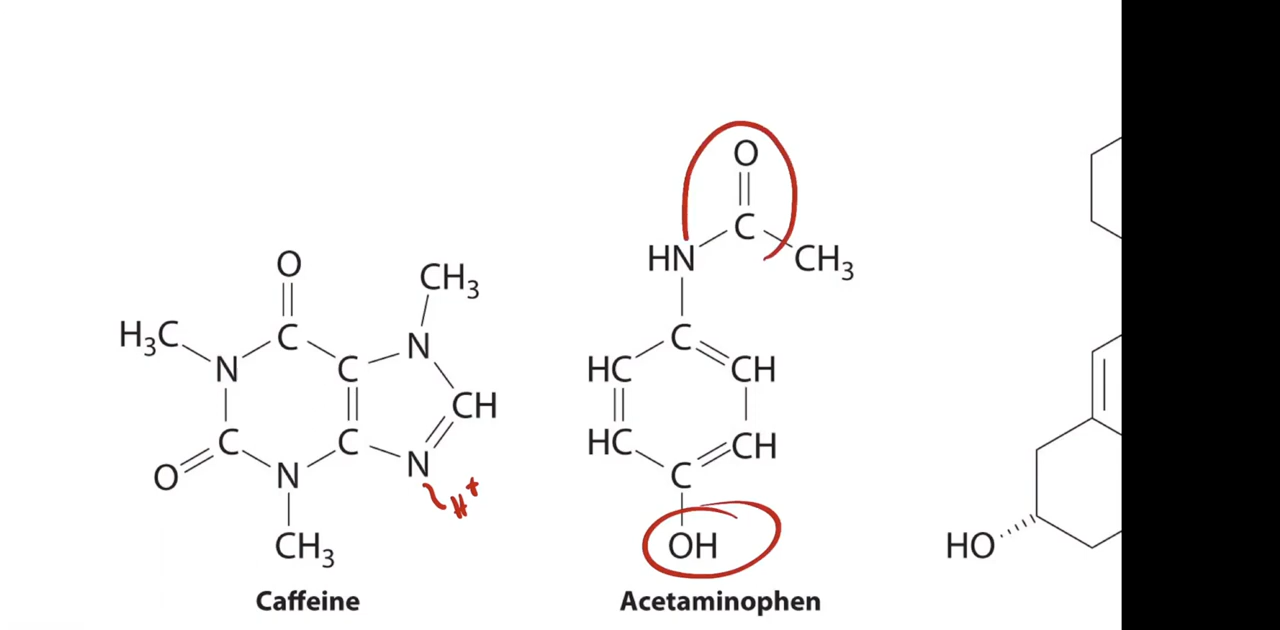 O
O
CH3
C
H3C
C
HN
CH3
N
N
C
C
HC
CH
CH
C
C
HC
CH
O
N
N
C
H+
CH3
OH
HO
Caffeine
Acetaminophen